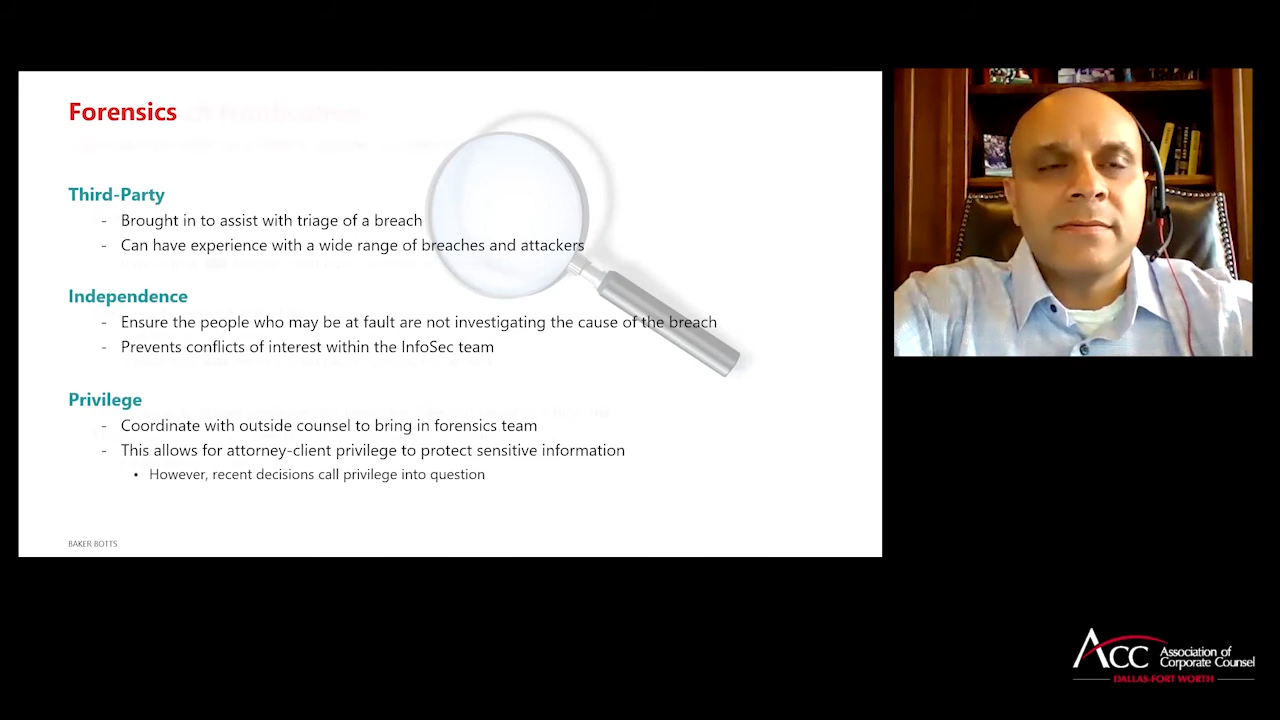 Forensics
Third-Party
- Brought in to assist with triage of a breach
- Can have experience with a wide range of breaches and attackers
Independence
- Ensure the people who may be at fault are not investigating the cause of the breach
- Prevents conflicts of interest within the InfoSec team
Privilege
- Coordinate with outside counsel to bring in forensics team
- This allows for attorney-client privilege to protect sensitive information
• However, recent decisions call privilege into question
BAKER BOTTS
ACC Association of
Corporate Counsel
DALLAS-FORT WORTH